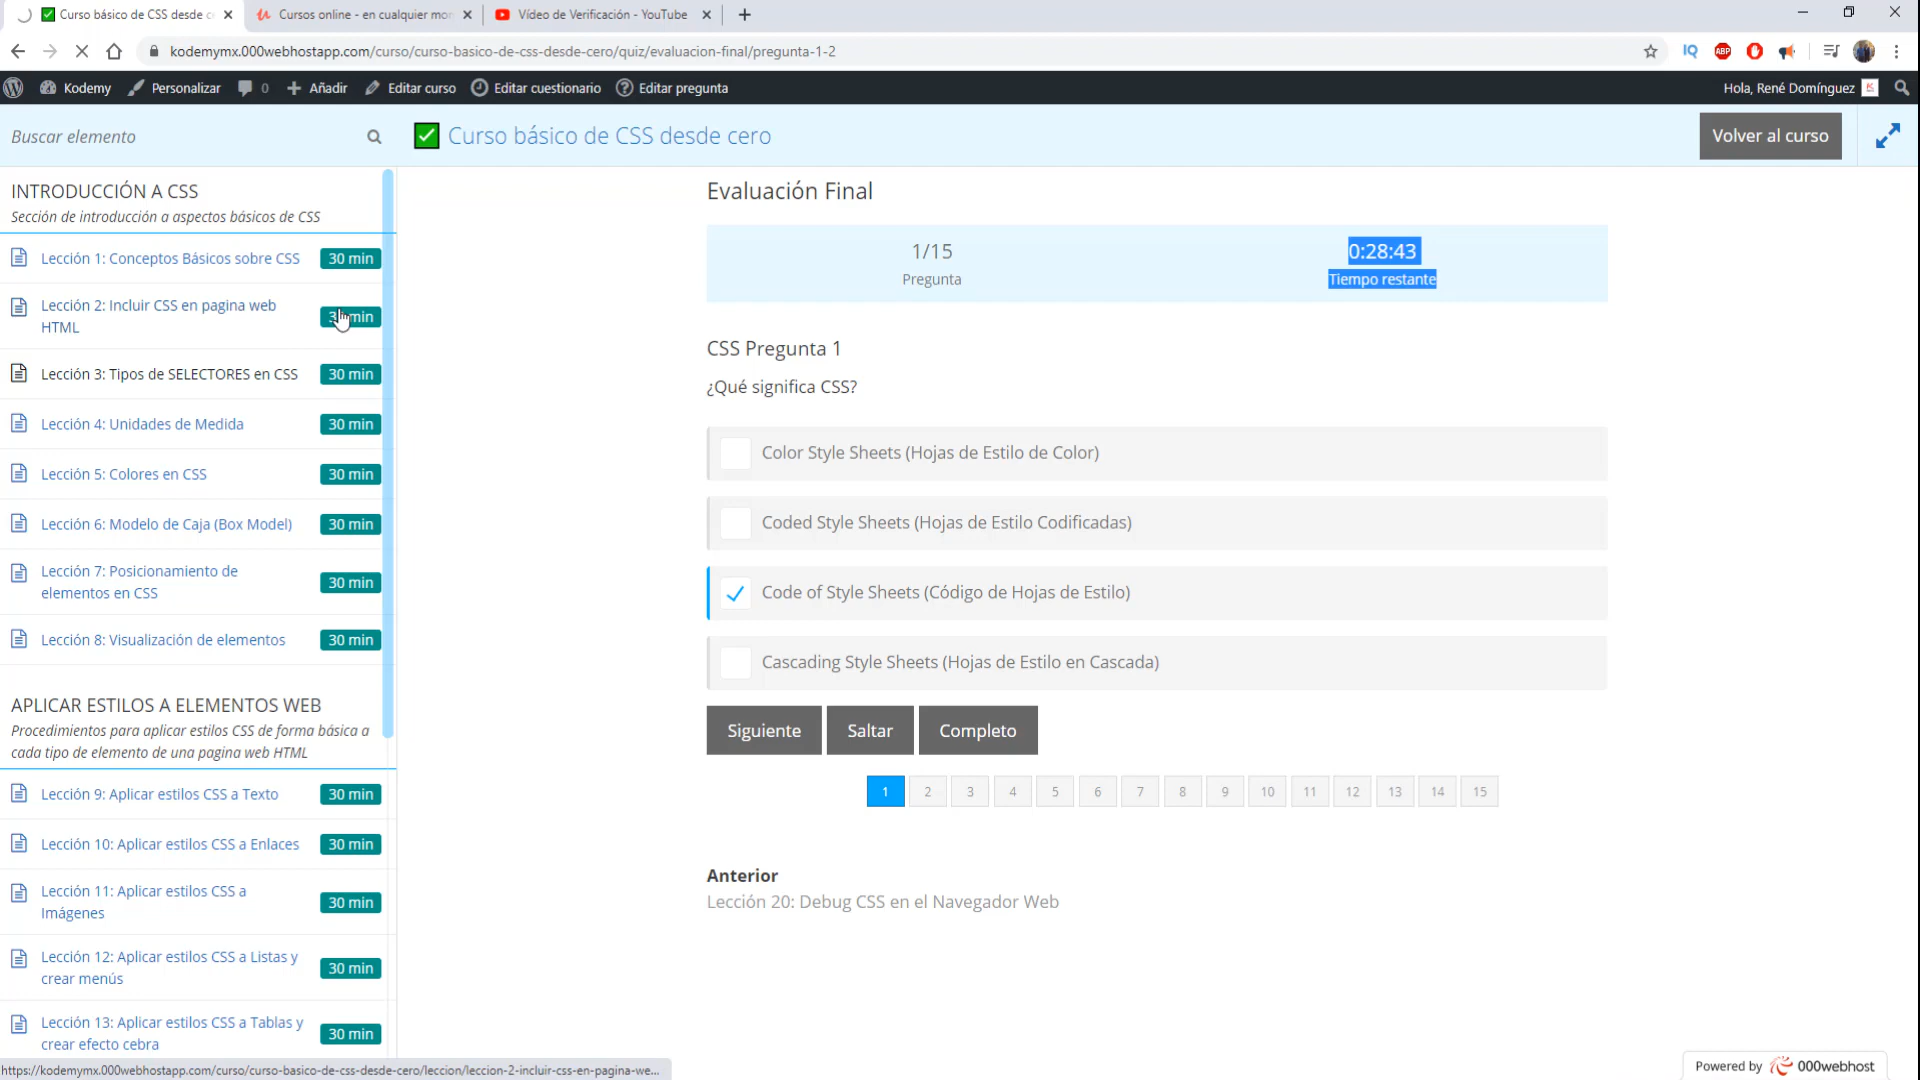 Curso básico de CSS desde c
Cursos online - en cualquier mor
Vídeo de Verificación - YouTube
kodemymx.000webhostapp.com/curso/curso-basico-de-css-desde-cero/quiz/evaluacion-final/pregunta-1-2
IQ
ABP
Kodemy
Personalizar
0
Añadir
Editar curso
Editar cuestionario
Editar pregunta
Hola, René Domínguez
K
Buscar elemento
Curso básico de CSS desde cero
Volver al curso
INTRODUCCIÓN A CSS
Sección de introducción a aspectos básicos de CSS
Lección 1: Conceptos Básicos sobre CSS 30 min
Lección 2: Incluir CSS en pagina web
HTML
min
Lección 3: Tipos de SELECTORES en CSS 30 min
Lección 4: Unidades de Medida 30 min
Lección 5: Colores en CSS 30 min
Lección 6: Modelo de Caja (Box Model) 30 min
Lección 7: Posicionamiento de
elementos en CSS
30 min
Lección 8: Visualización de elementos 30 min
APLICAR ESTILOS A ELEMENTOS WEB
Procedimientos para aplicar estilos CSS de forma básica a
cada tipo de elemento de una pagina web HTML
Lección 9: Aplicar estilos CSS a Texto 30 min
Lección 10: Aplicar estilos CSS a Enlaces 30 min
Lección 11: Aplicar estilos CSS a
Imágenes
30 min
Lección 12: Aplicar estilos CSS a Listas y
crear menús
30 min
Lección 13: Aplicar estilos CSS a Tablas y
crear efecto cebra
30 min
Evaluación Final
1/15
Pregunta
0:28:43
Tiempo restante
CSS Pregunta 1
¿Qué significa CSS?
Color Style Sheets (Hojas de Estilo de Color)
Coded Style Sheets (Hojas de Estilo Codificadas)
Code of Style Sheets (Código de Hojas de Estilo)
Cascading Style Sheets (Hojas de Estilo en Cascada)
Siguiente
Saltar
Completo
1 2 3 4 5 6 7 8 9 10 11 12 13 14 15
Anterior
Lección 20: Debug CSS en el Navegador Web
https://kodemymx.000webhostapp.com/curso/curso-basico-de-css-desde-cero/leccion/leccion-2-incluir-css-en-pagina-we...
Powered by 000webhost